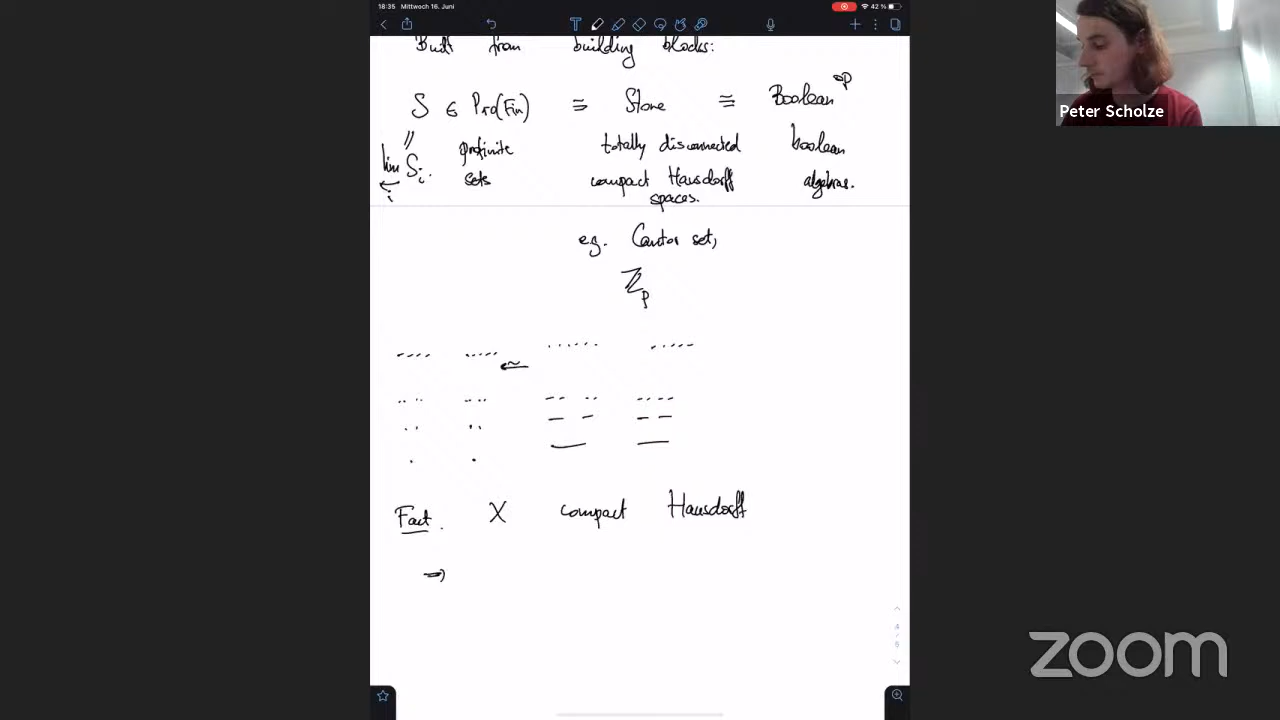 18:35 Mittwoch 16. Juni
42 %
T
Built from building blocks:
S ∈ Pro(Fin) ≅ Stone ≅ Boolean^op
lim S_i. profinite sets
totally disconnected compact Hausdorff spaces.
boolean algebras.
e.g. Cantor set,
ℤ_p
Fact. X compact Hausdorff
⇒
Peter Scholze
zoom